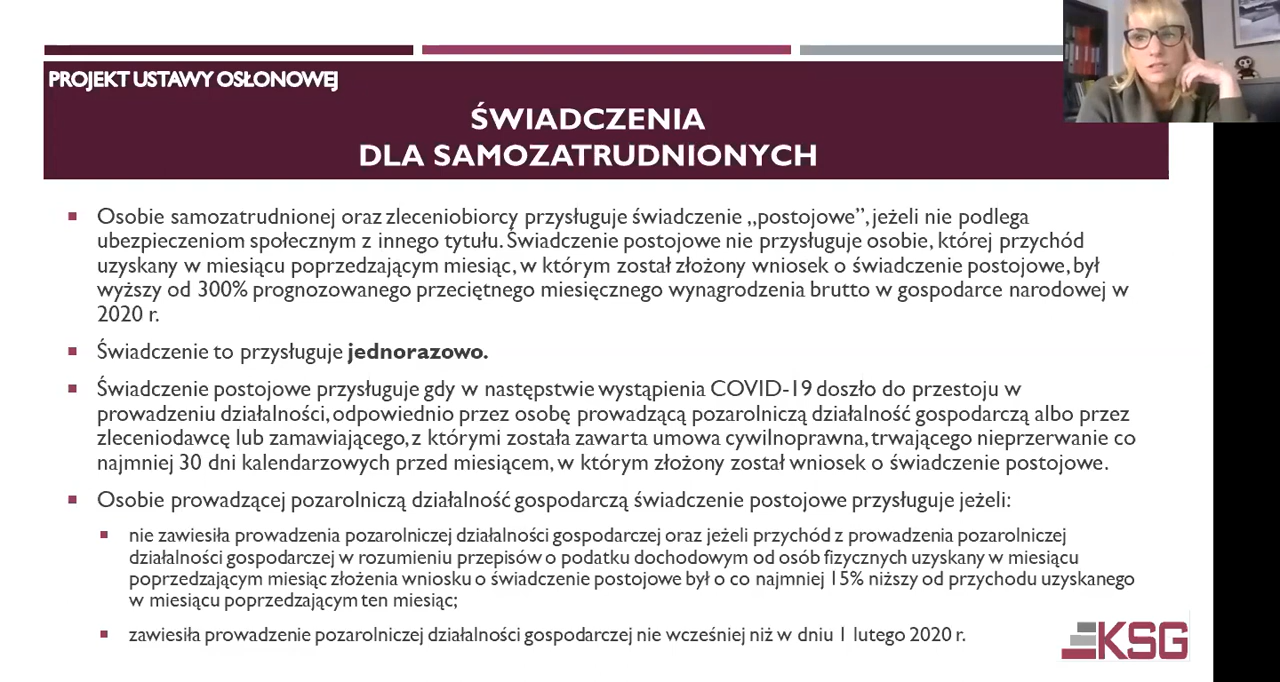 PROJEKT USTAWY OSŁONOWEJ
ŚWIADCZENIA
DLA SAMOZATRUDNIONYCH
▪ Osobie samozatrudnionej oraz zleceniobiorcy przysługuje świadczenie „postojowe”, jeżeli nie podlega
ubezpieczeniom społecznym z innego tytułu. Świadczenie postojowe nie przysługuje osobie, której przychód
uzyskany w miesiącu poprzedzającym miesiąc, w którym został złożony wniosek o świadczenie postojowe, był
wyższy od 300% prognozowanego przeciętnego miesięcznego wynagrodzenia brutto w gospodarce narodowej w
2020 r.
▪ Świadczenie to przysługuje jednorazowo.
▪ Świadczenie postojowe przysługuje gdy w następstwie wystąpienia COVID-19 doszło do przestoju w
prowadzeniu działalności, odpowiednio przez osobę prowadzącą pozarolniczą działalność gospodarczą albo przez
zleceniodawcę lub zamawiającego, z którymi została zawarta umowa cywilnoprawna, trwającego nieprzerwanie co
najmniej 30 dni kalendarzowych przed miesiącem, w którym złożony został wniosek o świadczenie postojowe.
▪ Osobie prowadzącej pozarolniczą działalność gospodarczą świadczenie postojowe przysługuje jeżeli:
▪ nie zawiesiła prowadzenia pozarolniczej działalności gospodarczej oraz jeżeli przychód z prowadzenia pozarolniczej
działalności gospodarczej w rozumieniu przepisów o podatku dochodowym od osób fizycznych uzyskany w miesiącu
poprzedzającym miesiąc złożenia wniosku o świadczenie postojowe był o co najmniej 15% niższy od przychodu uzyskanego
w miesiącu poprzedzającym ten miesiąc;
▪ zawiesiła prowadzenie pozarolniczej działalności gospodarczej nie wcześniej niż w dniu 1 lutego 2020 r.
KSG